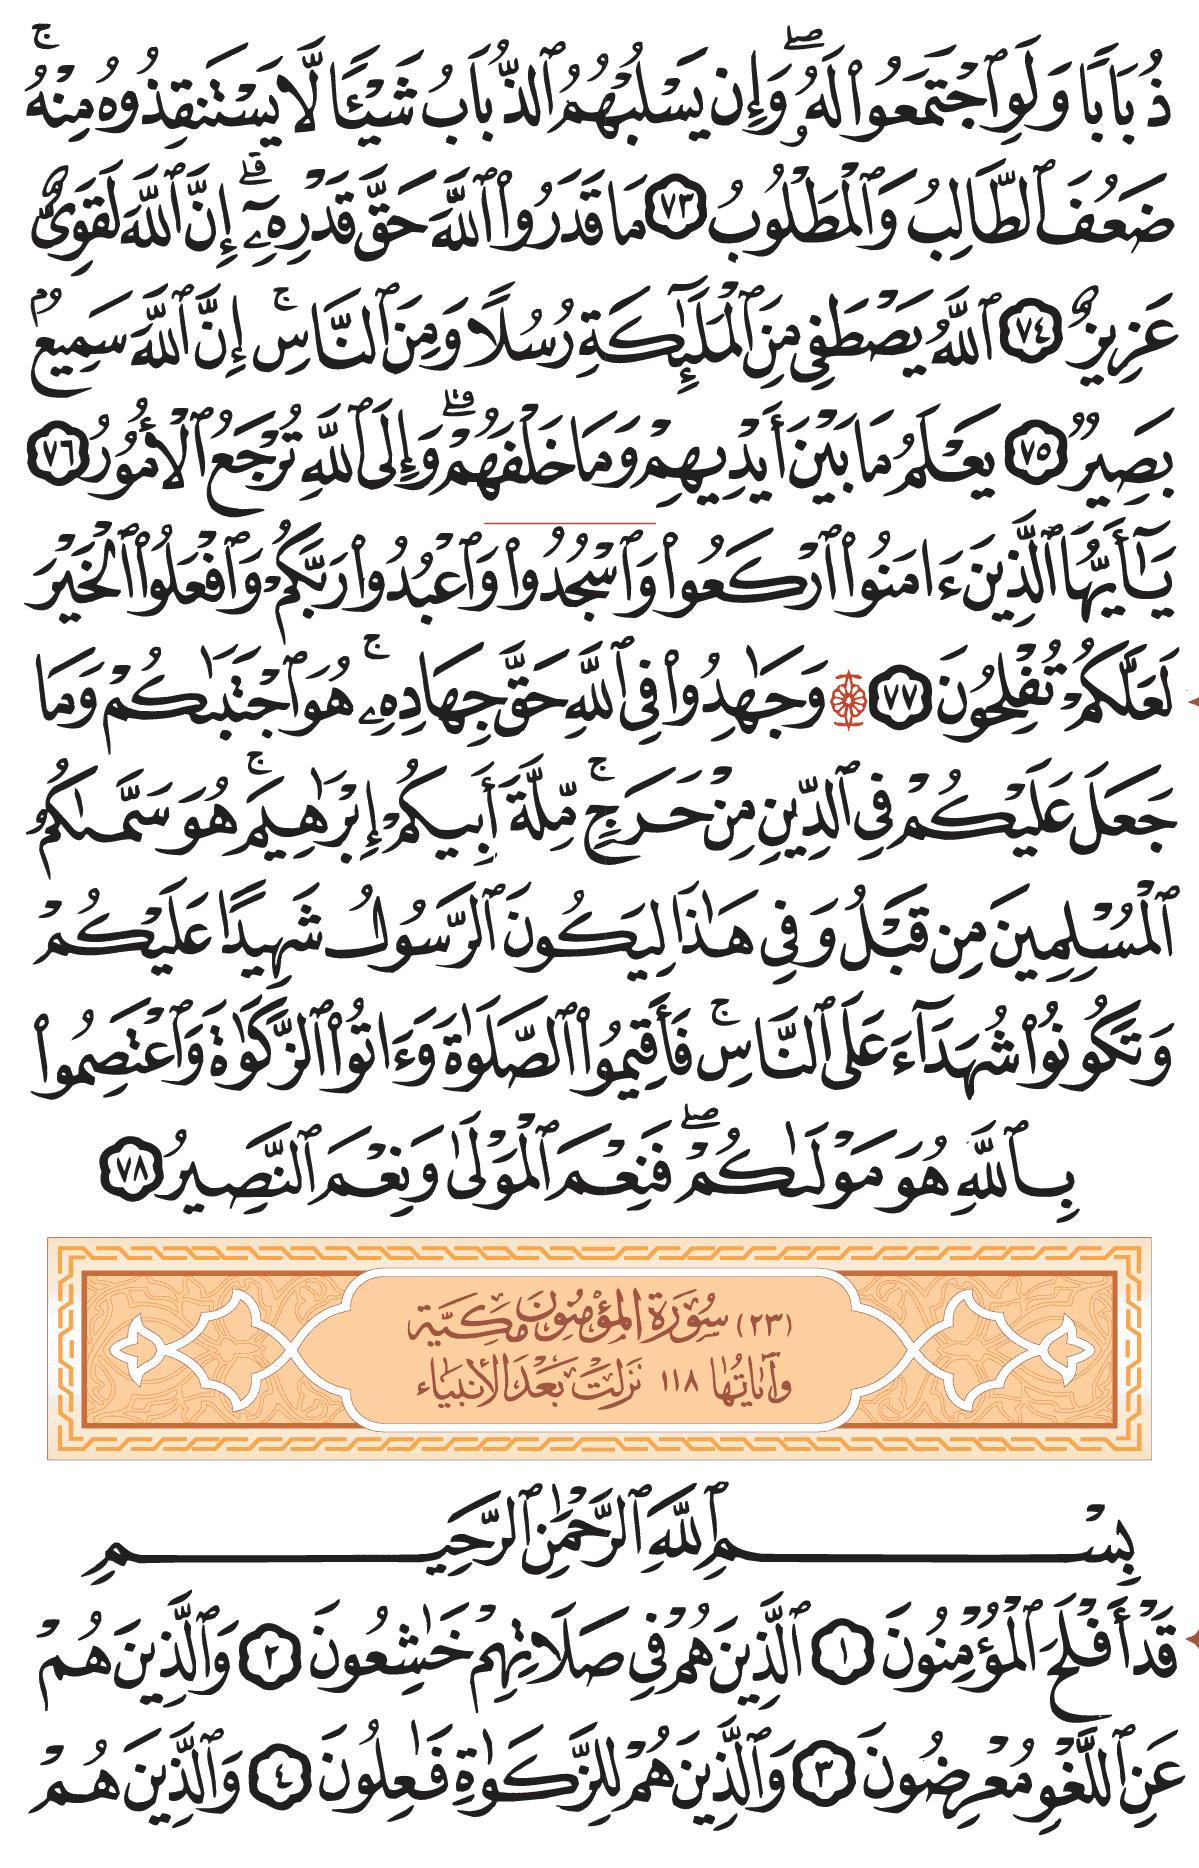 ذُبَابًا وَلَوِ ٱجْتَمَعُوا۟ لَهُۥ ۖ وَإِن يَسْلُبْهُمُ ٱلذُّبَابُ شَيْـًٔا لَّا يَسْتَنقِذُوهُ مِنْهُ ۚ
ضَعُفَ ٱلطَّالِبُ وَٱلْمَطْلُوبُ ٧٣ مَا قَدَرُوا۟ ٱللَّهَ حَقَّ قَدْرِهِۦٓ ۗ إِنَّ ٱللَّهَ لَقَوِىٌّ
عَزِيزٌ ٧٤ ٱللَّهُ يَصْطَفِى مِنَ ٱلْمَلَٰٓئِكَةِ رُسُلًا وَمِنَ ٱلنَّاسِ ۚ إِنَّ ٱللَّهَ سَمِيعٌۢ
بَصِيرٌ ٧٥ يَعْلَمُ مَا بَيْنَ أَيْدِيهِمْ وَمَا خَلْفَهُمْ ۗ وَإِلَى ٱللَّهِ تُرْجَعُ ٱلْأُمُورُ ٧٦
يَٰٓأَيُّهَا ٱلَّذِينَ ءَامَنُوا۟ ٱرْكَعُوا۟ وَٱسْجُدُوا۟ وَٱعْبُدُوا۟ رَبَّكُمْ وَٱفْعَلُوا۟ ٱلْخَيْرَ
لَعَلَّكُمْ تُفْلِحُونَ ٧٧ وَجَٰهِدُوا۟ فِى ٱللَّهِ حَقَّ جِهَادِهِۦ ۚ هُوَ ٱجْتَبَىٰكُمْ وَمَا
جَعَلَ عَلَيْكُمْ فِى ٱلدِّينِ مِنْ حَرَجٍ ۚ مِّلَّةَ أَبِيكُمْ إِبْرَٰهِيمَ ۚ هُوَ سَمَّىٰكُمُ
ٱلْمُسْلِمِينَ مِن قَبْلُ وَفِى هَٰذَا لِيَكُونَ ٱلرَّسُولُ شَهِيدًا عَلَيْكُمْ
وَتَكُونُوا۟ شُهَدَآءَ عَلَى ٱلنَّاسِ ۚ فَأَقِيمُوا۟ ٱلصَّلَوٰةَ وَءَاتُوا۟ ٱلزَّكَوٰةَ وَٱعْتَصِمُوا۟
بِٱللَّهِ هُوَ مَوْلَىٰكُمْ ۖ فَنِعْمَ ٱلْمَوْلَىٰ وَنِعْمَ ٱلنَّصِيرُ ٧٨
(٢٣) سُورَةُ المُؤْمِنُونَ مَكِيَّة
وَآيَاتُهَا ١١٨ نَزَلَتْ بَعْدَ الأنْبِيَاء
بِسْمِ ٱللَّهِ ٱلرَّحْمَٰنِ ٱلرَّحِيمِ
قَدْ أَفْلَحَ ٱلْمُؤْمِنُونَ ١ ٱلَّذِينَ هُمْ فِى صَلَاتِهِمْ خَٰشِعُونَ ٢ وَٱلَّذِينَ هُمْ
عَنِ ٱللَّغْوِ مُعْرِضُونَ ٣ وَٱلَّذِينَ هُمْ لِلزَّكَوٰةِ فَٰعِلُونَ ٤ وَٱلَّذِينَ هُمْ